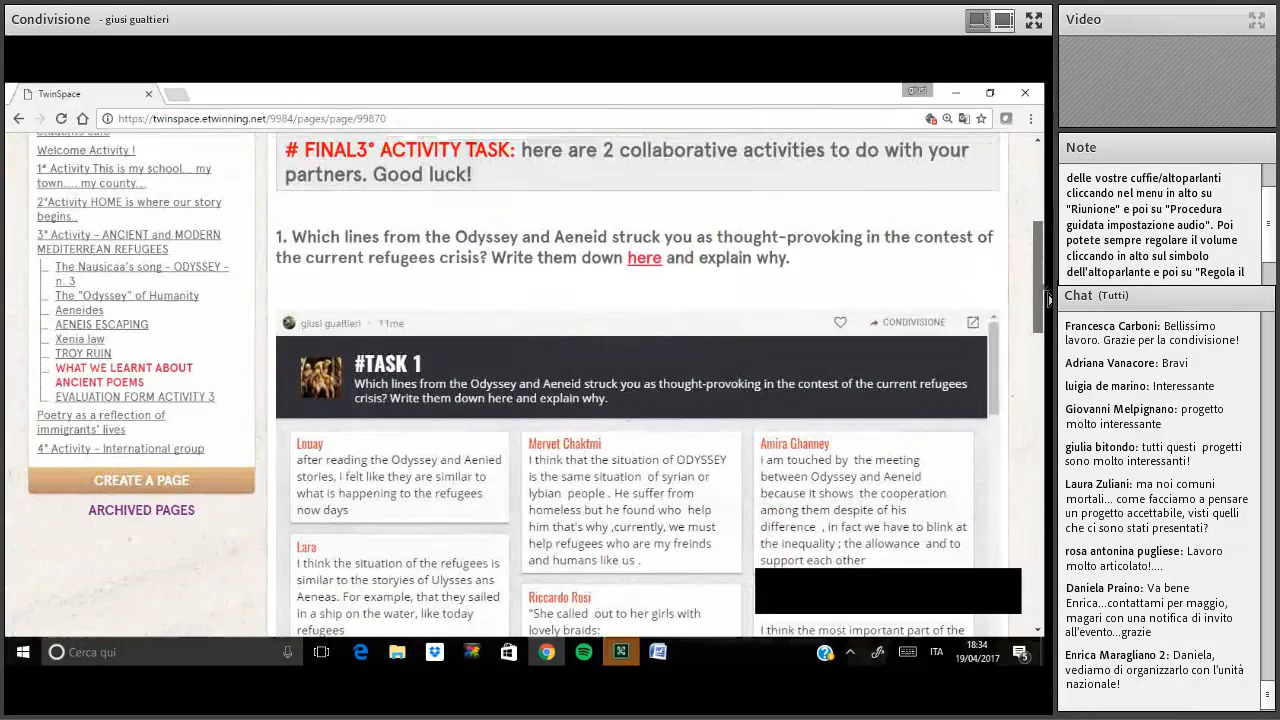 Condivisione - giusi gualtieri
TwinSpace
giusi
https://twinspace.etwinning.net/9984/pages/page/99870
Welcome Activity !
1ª Activity This is my school... my
town.... my county...
2ªActivity HOME is where our story
begins..
3° Activity - ANCIENT and MODERN
MEDITERREAN REFUGEES
The Nausicaa's song - ODYSSEY -
n. 3
The "Odyssey" of Humanity
Aeneides
AENEIS ESCAPING
Xenia law
TROY RUIN
WHAT WE LEARNT ABOUT
ANCIENT POEMS
EVALUATION FORM ACTIVITY 3
Poetry as a reflection of
immigrants' lives
4° Activity - International group
CREATE A PAGE
ARCHIVED PAGES
# FINAL3° ACTIVITY TASK: here are 2 collaborative activities to do with your
partners. Good luck!
1. Which lines from the Odyssey and Aeneid struck you as thought-provoking in the contest of
the current refugees crisis? Write them down here and explain why.
giusi gualtieri · 11me
CONDIVISIONE
#TASK 1
Which lines from the Odyssey and Aeneid struck you as thought-provoking in the contest of the current refugees
crisis? Write them down here and explain why.
Louay
after reading the Odyssey and Aenied
stories, i felt like they are similar to
what is happening to the refugees
now days
Lara
I think the situation of the refugees is
similar to the storyies of Ulysses ans
Aeneas. For example, that they sailed
in a ship on the water, like today
refugees
Mervet Chaktmi
I think that the situation of ODYSSEY
is the same situation of syrian or
lybian people . He suffer from
homeless but he found who help
him that's why ,currently, we must
help refugees who are my freinds
and humans like us .
Riccardo Rosi
"She called out to her girls with
lovely braids:
Amira Ghanney
i am touched by the meeting
between Odyssey and Aeneid
because it shows the cooperation
among them despite of his
difference , in fact we have to blink at
the inequality ; the allowance and to
support each other
I think the most important part of the
Cerca qui
ITA
18:34
19/04/2017
5
Video
Note
delle vostre cuffie/altoparlanti
cliccando nel menu in alto su
"Riunione" e poi su "Procedura
guidata impostazione audio". Poi
potete sempre regolare il volume
cliccando in alto sul simbolo
dell'altoparlante e poi su "Regola il
Chat (Tutti)
Francesca Carboni: Bellissimo
lavoro. Grazie per la condivisione!
Adriana Vanacore: Bravi
luigia de marino: Interessante
Giovanni Melpignano: progetto
molto interessante
giulia bitondo: tutti questi progetti
sono molto interessanti!
Laura Zuliani: ma noi comuni
mortali... come facciamo a pensare
un progetto accettabile, visti quelli
che ci sono stati presentati?
rosa antonina pugliese: Lavoro
molto articolato!....
Daniela Praino: Va bene
Enrica...contattami per maggio,
magari con una notifica di invito
all'evento...grazie
Enrica Maragliano 2: Daniela,
vediamo di organizzarlo con l'unità
nazionale!